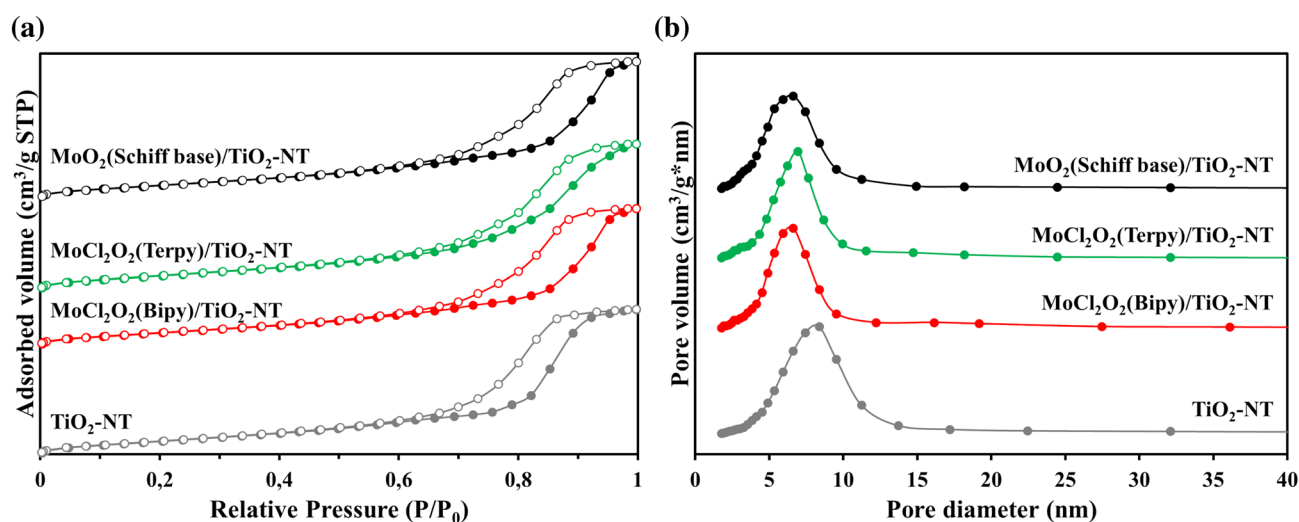 (a)
Adsorbed volume (cm³/g STP)
MoO₂(Schiff base)/TiO₂-NT
MoCl₂O₂(Terpy)/TiO₂-NT
MoCl₂O₂(Bipy)/TiO₂-NT
TiO₂-NT
0 0,2 0,4 0,6 0,8 1
Relative Pressure (P/P₀)
(b)
Pore volume (cm³/g*nm)
MoO₂(Schiff base)/TiO₂-NT
MoCl₂O₂(Terpy)/TiO₂-NT
MoCl₂O₂(Bipy)/TiO₂-NT
TiO₂-NT
0 5 10 15 20 25 30 35 40
Pore diameter (nm)